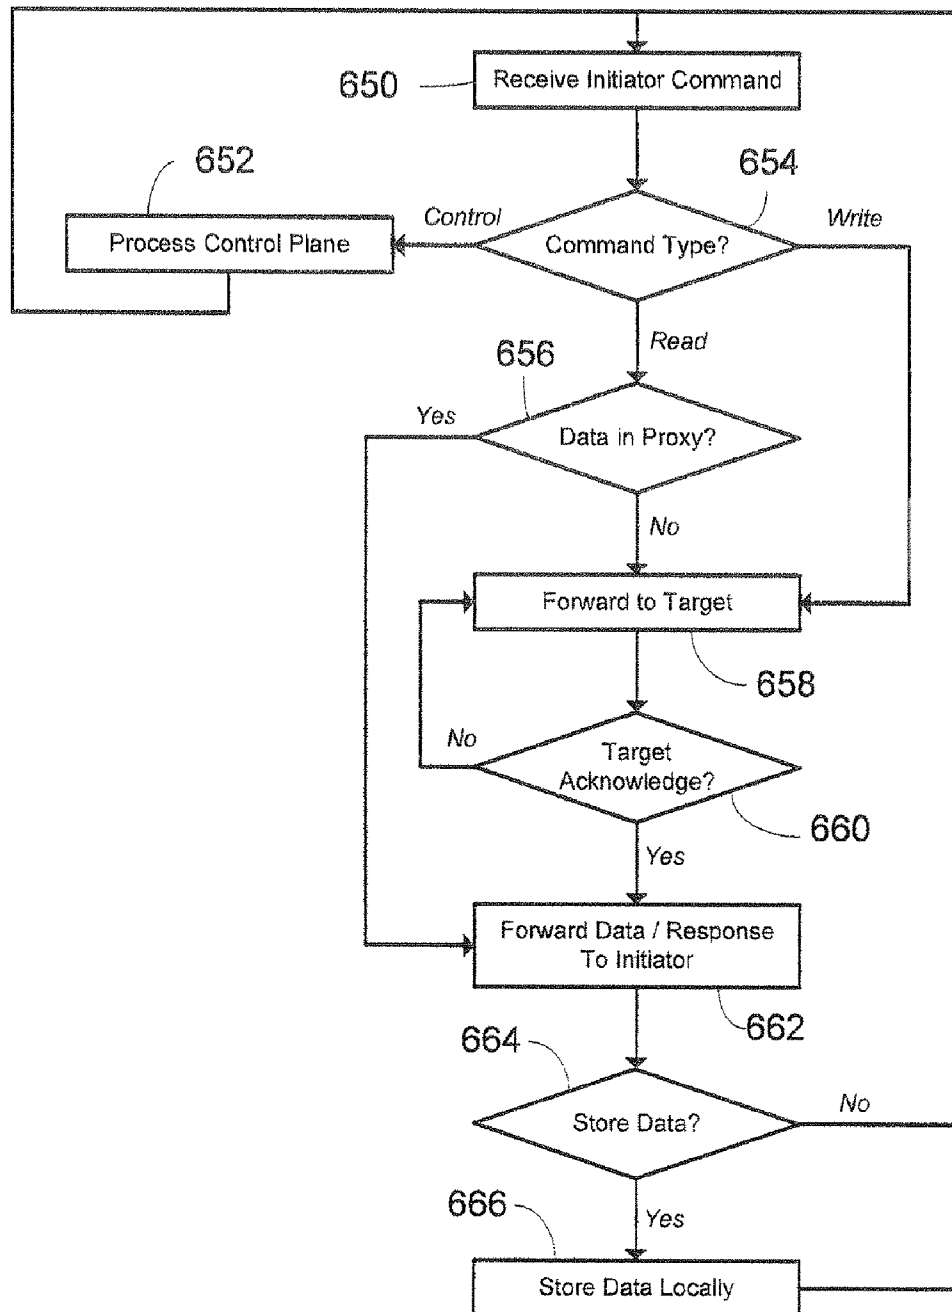 650
Receive Initiator Command
652
654
Control
Write
Process Control Plane
Command Type?
Read
656
Yes
Data in Proxy?
No
Forward to Target
658
No
Target
Acknowledge?
660
Yes
Forward Data / Response
To Initiator
662
664
No
Store Data?
Yes
666
Store Data Locally